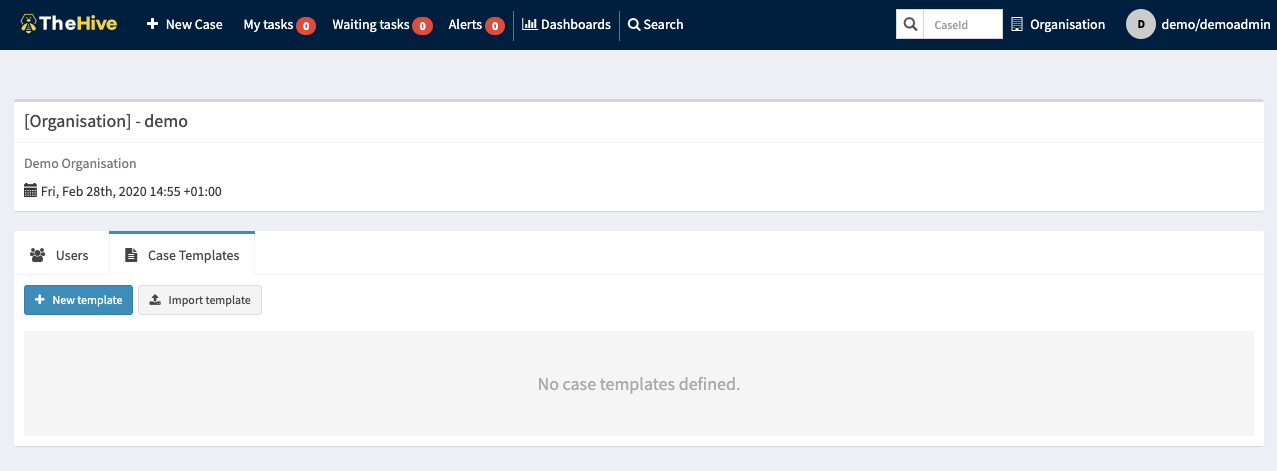 TheHive New Case My tasks 0 Waiting tasks 0 Alerts 0 Dashboards Search CaseId Organisation D demo/demoadmin
[Organisation] - demo
Demo Organisation
Fri, Feb 28th, 2020 14:55 +01:00
Users Case Templates
New template Import template
No case templates defined.